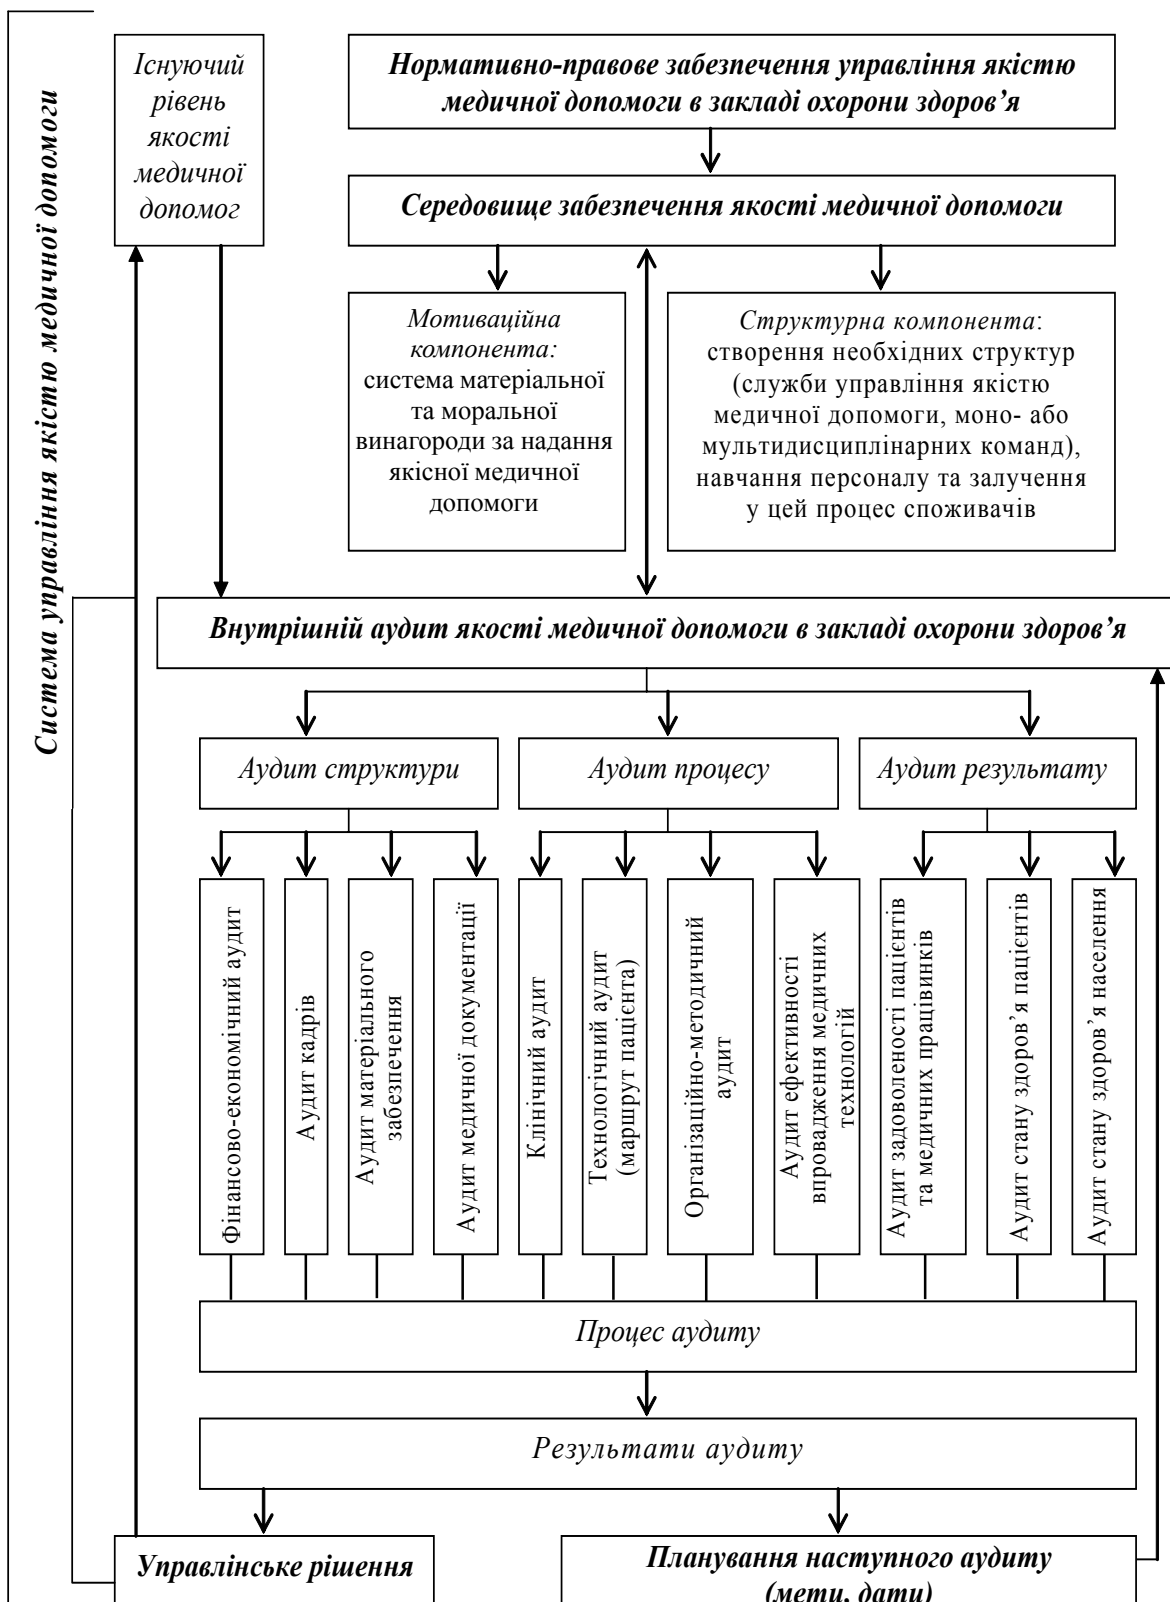 Система управління якістю медичної допомоги
Існуючий
рівень
якості
медичної
допомог
Нормативно-правове забезпечення управління якістю
медичної допомоги в закладі охорони здоров’я
Середовище забезпечення якості медичної допомоги
Мотиваційна
компонента:
система матеріальної
та моральної
винагороди за надання
якісної медичної
допомоги
Структурна компонента:
створення необхідних структур
(служби управління якістю
медичної допомоги, моно- або
мультидисциплінарних команд),
навчання персоналу та залучення
у цей процес споживачів
Внутрішній аудит якості медичної допомоги в закладі охорони здоров’я
Аудит структури
Аудит процесу
Аудит результату
Фінансово-економічний аудит
Аудит кадрів
Аудит матеріального
забезпечення
Аудит медичної документації
Клінічний аудит
Технологічний аудит
(маршрут пацієнта)
Організаційно-методичний
аудит
Аудит ефективності
впровадження медичних
технологій
Аудит задоволеності пацієнтів
та медичних працівинків
Аудит стану здоров’я пацієнтів
Аудит стану здоров’я населення
Процес аудиту
Результати аудиту
Управлінське рішення
Планування наступного аудиту
(мети, дати)